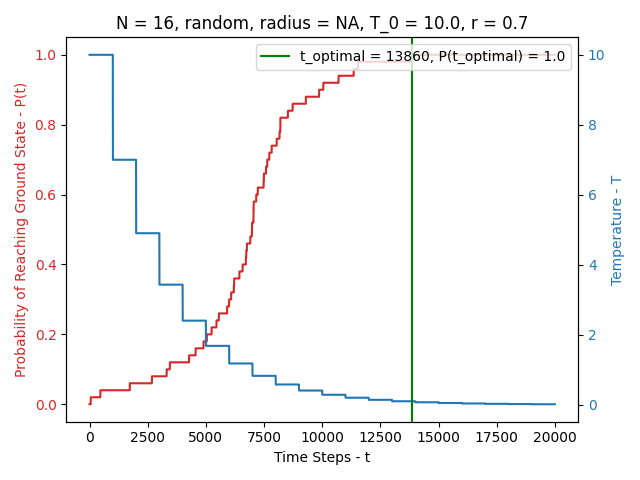 N = 16, random, radius = NA, T_0 = 10.0, r = 0.7
t_optimal = 13860, P(t_optimal) = 1.0
Probability of Reaching Ground State - P(t)
1.0
0.8
0.6
0.4
0.2
0.0
10
8
6
4
2
0
Temperature - T
0 2500 5000 7500 10000 12500 15000 17500 20000
Time Steps - t